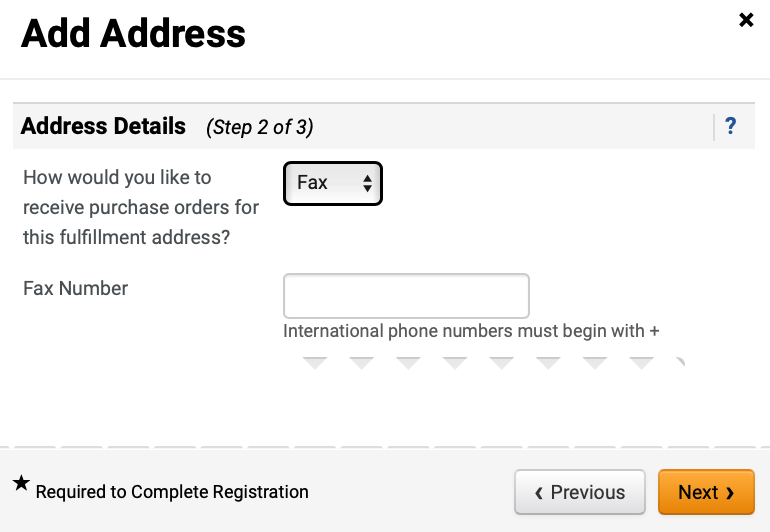 Add Address
×
Address Details (Step 2 of 3)
?
How would you like to
receive purchase orders for
this fulfillment address?
Fax
Fax Number
International phone numbers must begin with +
★ Required to Complete Registration
‹ Previous
Next ›